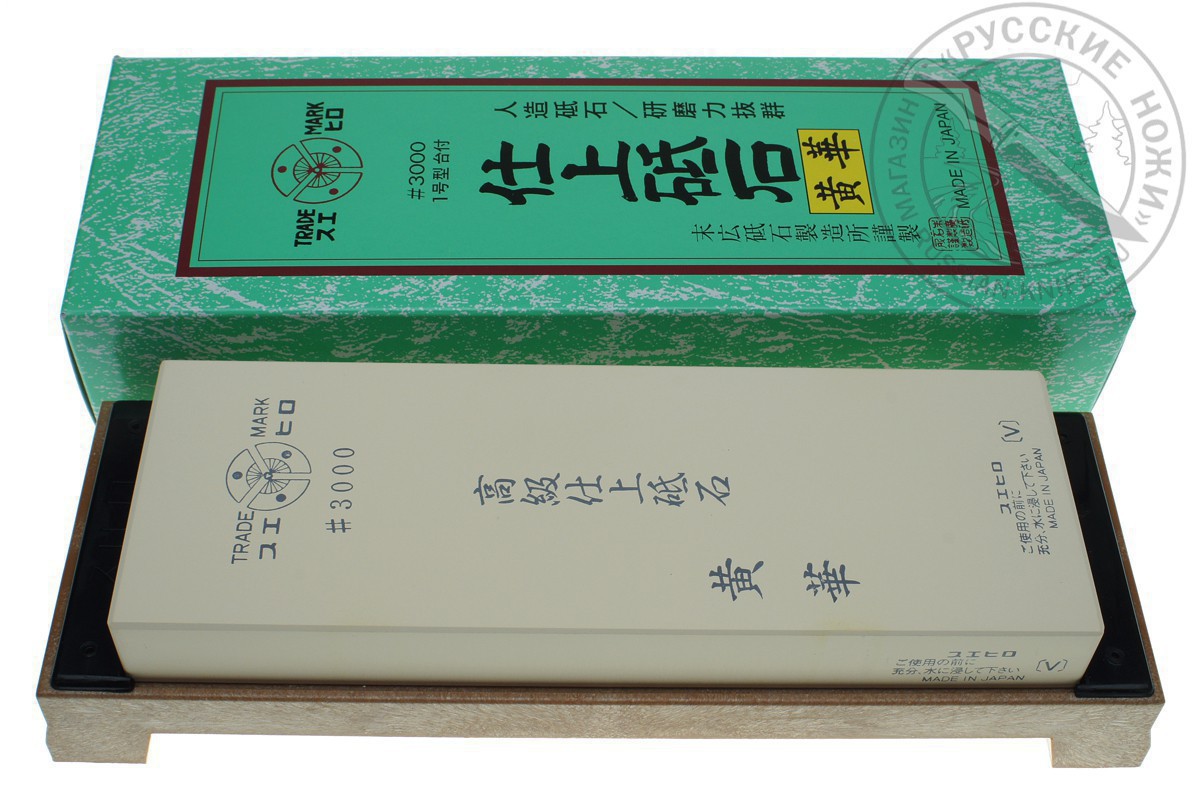 TRADE MARK
スエ ヒロ
#3000
1号型台付
人造砥石/研磨力抜群
仕上砥石
黄華
末広砥石製造所謹製
MADE IN JAPAN
TRADE MARK
スエ ヒロ
#3000
高級仕上砥石
黄華
スエヒロ
ご使用の前に
充分、水に浸して下さい
MADE IN JAPAN
[V]
スエヒロ
ご使用の前に
充分、水に浸して下さい
MADE IN JAPAN
[V]
МАГАЗИН «РУССКИЕ НОЖИ»